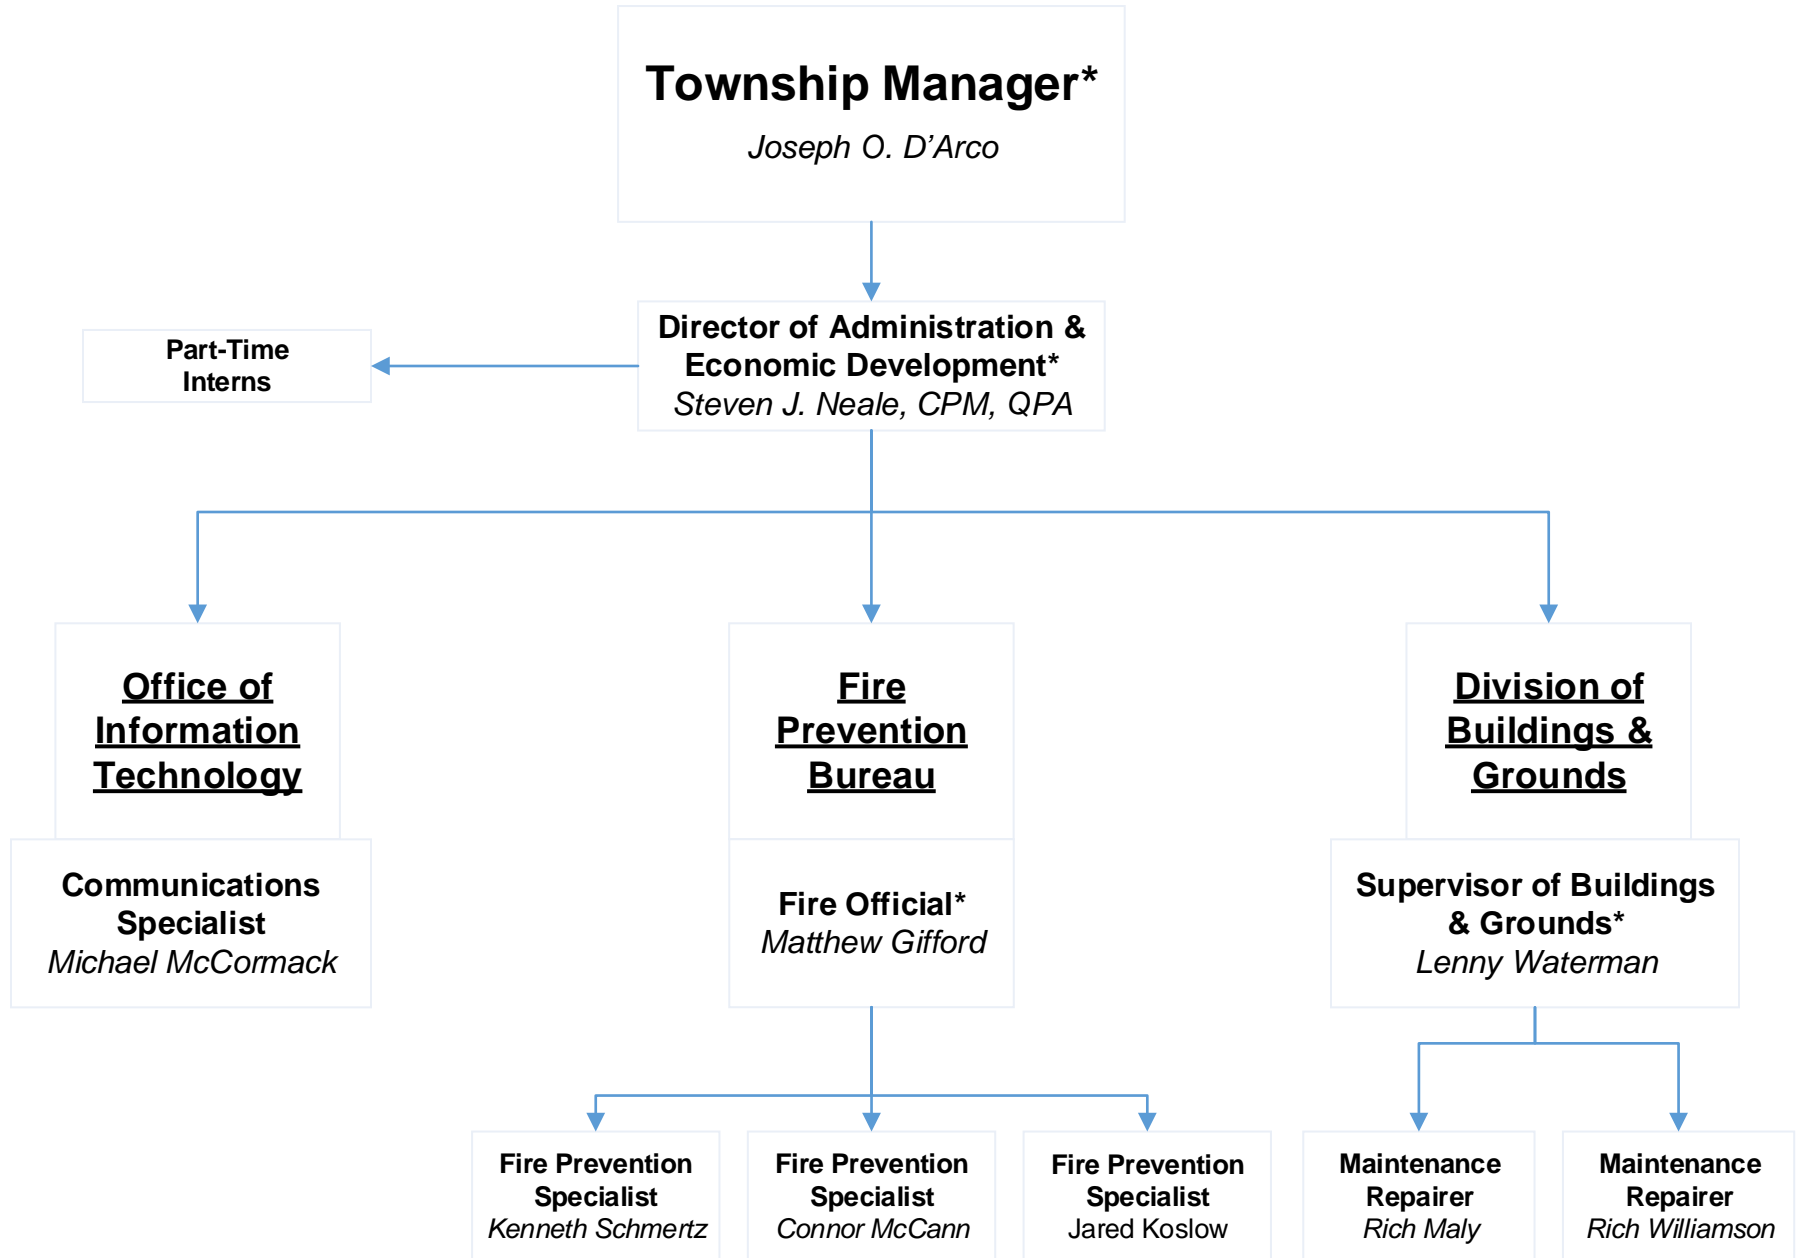 Township Manager*
Joseph O. D’Arco
Director of Administration &
Economic Development*
Steven J. Neale, CPM, QPA
Part-Time
Interns
Office of
Information
Technology
Communications
Specialist
Michael McCormack
Fire
Prevention
Bureau
Fire Official*
Matthew Gifford
Division of
Buildings &
Grounds
Supervisor of Buildings
& Grounds*
Lenny Waterman
Fire Prevention
Specialist
Kenneth Schmertz
Fire Prevention
Specialist
Connor McCann
Fire Prevention
Specialist
Jared Koslow
Maintenance
Repairer
Rich Maly
Maintenance
Repairer
Rich Williamson